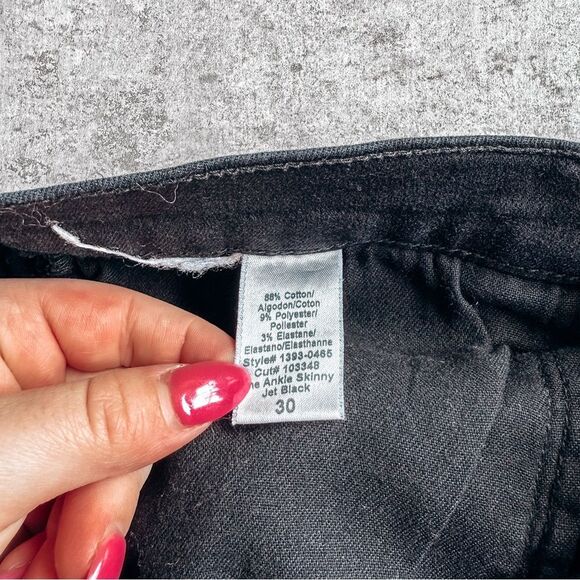 88% Cotton/
Algodon/Coton
9% Polyester/
Poliester
3% Elastane/
Elastano/Elasthanne
Style# 1393-0465
Cut# 103348
he Ankle Skinny
Jet Black
30